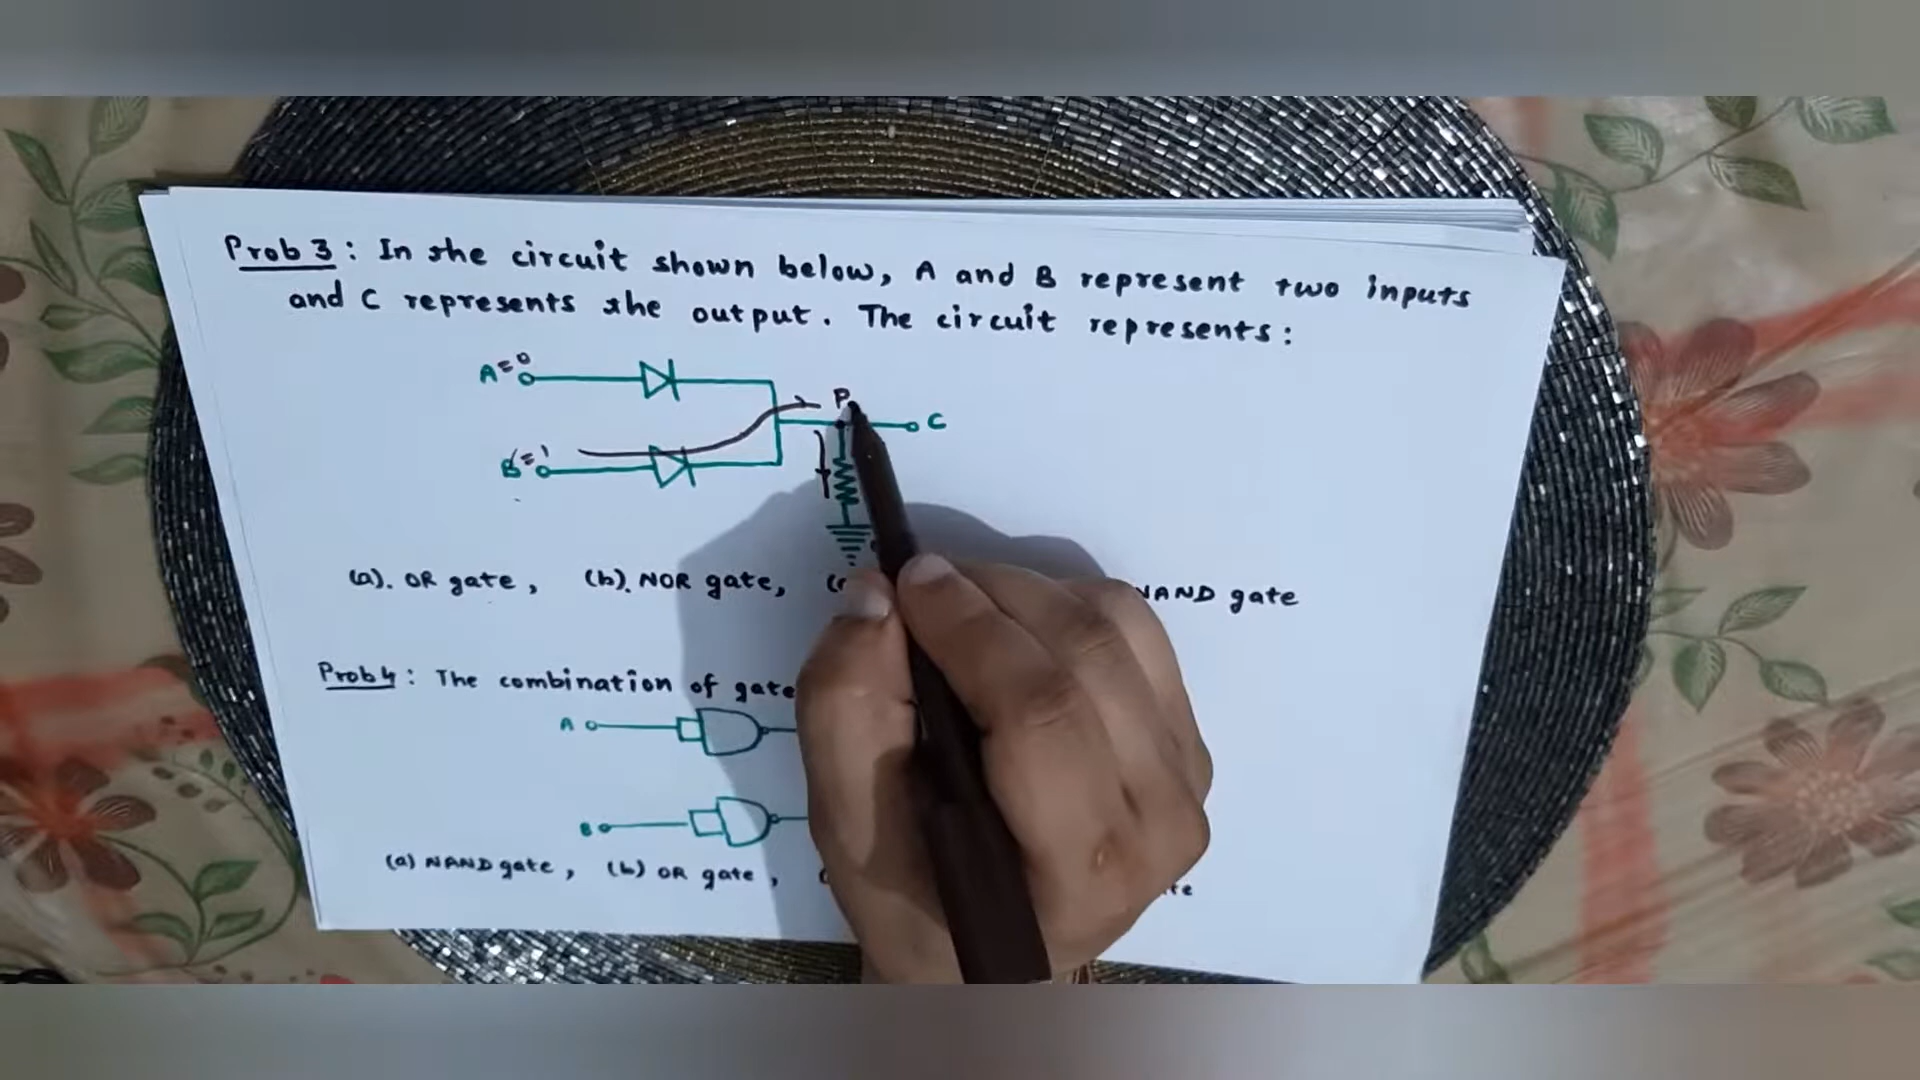 Prob 3 : In the circuit shown below, A and B represent two inputs
and C represents the output. The circuit represents :
A = 0
P
C
B = 1
(a). OR gate, (b). NOR gate, NAND gate
Prob 4 : The combination of gate
A
B
(a) NAND gate, (b) OR gate,